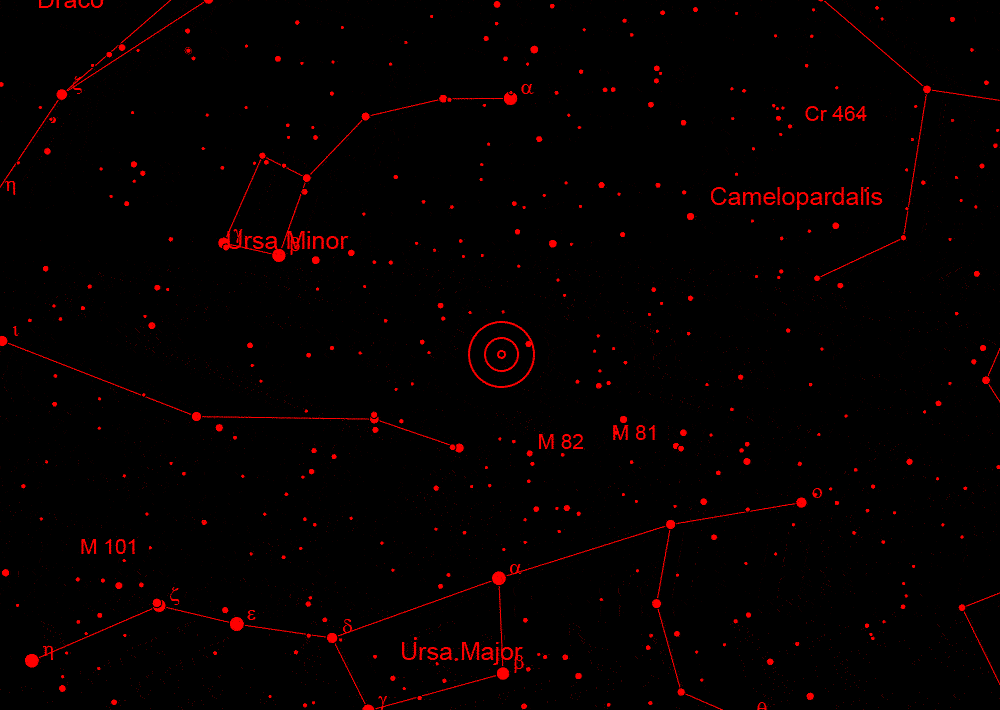 Draco
ξ
α
Cr 464
η
Camelopardalis
γ
Ursa Minor
β
ι
M 81
M 82
ο
M 101
α
ζ
ε
δ
η
Ursa Major
β
γ
θ